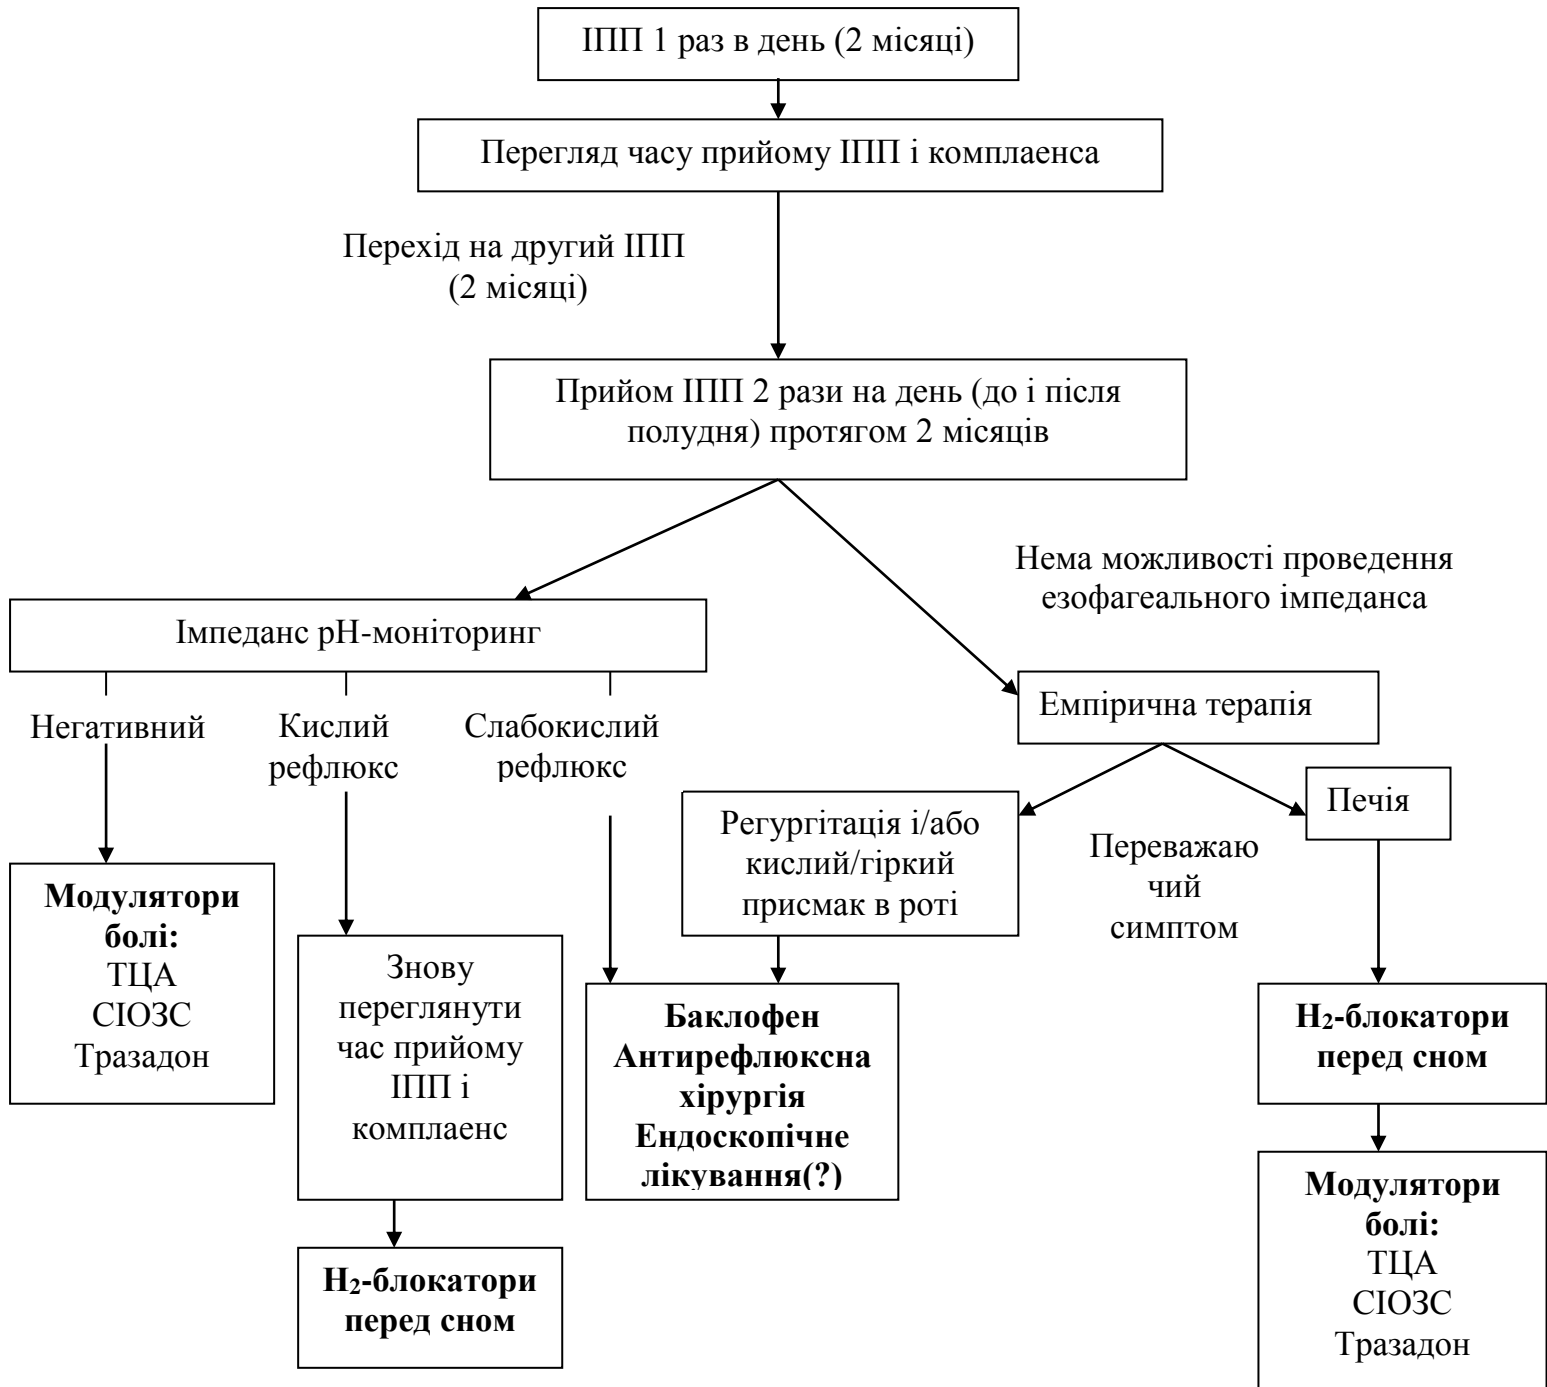 ІПП 1 раз в день (2 місяці)
Перегляд часу прийому ІПП і комплаенса
Перехід на другий ІПП
(2 місяці)
Прийом ІПП 2 рази на день (до і після
полудня) протягом 2 місяців
Нема можливості проведення
езофагеального імпеданса
Імпеданс рН-моніторинг
Емпірична терапія
Негативний
Кислий
рефлюкс
Слабокислий
рефлюкс
Регургітація і/або
кислий/гіркий
присмак в роті
Переважаю
чий
симптом
Печія
Модулятори
болі:
ТЦА
СІОЗС
Тразадон
Знову
переглянути
час прийому
ІПП і
комплаенс
Баклофен
Антирефлюксна
хірургія
Ендоскопічне
лікування(?)
Н₂-блокатори
перед сном
Н₂-блокатори
перед сном
Модулятори
болі:
ТЦА
СІОЗС
Тразадон